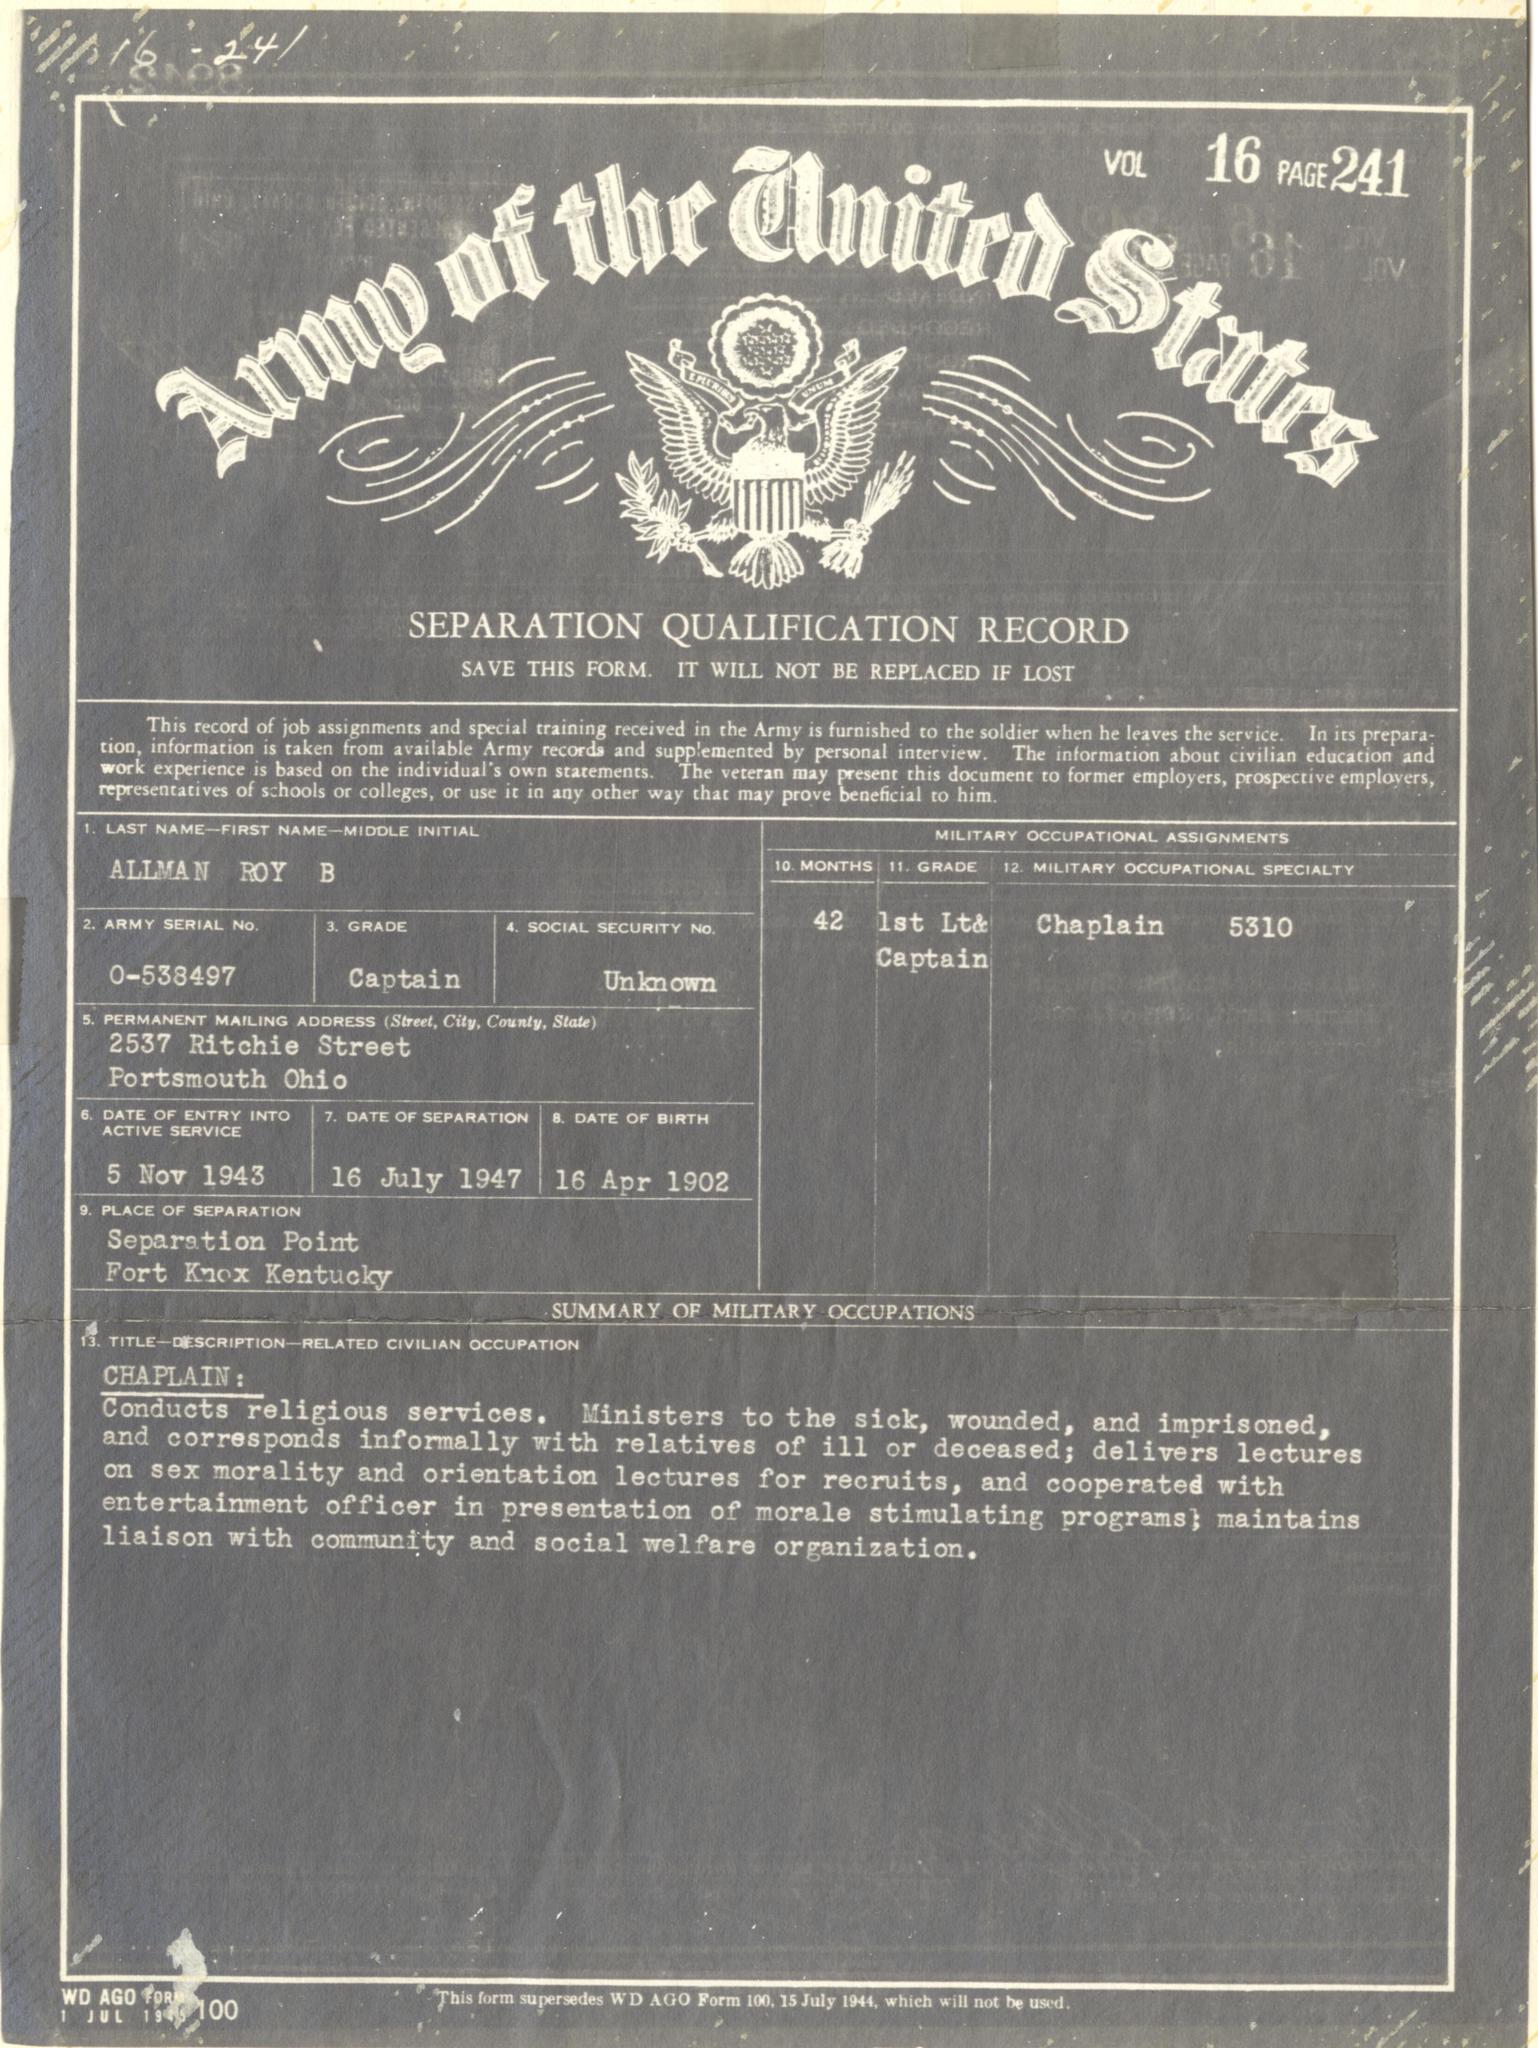 16 - 241
VOL 16 PAGE 241
Army of the United States
E PLURIBUS UNUM
SEPARATION QUALIFICATION RECORD
SAVE THIS FORM. IT WILL NOT BE REPLACED IF LOST
This record of job assignments and special training received in the Army is furnished to the soldier when he leaves the service. In its prepara-
tion, information is taken from available Army records and supplemented by personal interview. The information about civilian education and
work experience is based on the individual's own statements. The veteran may present this document to former employers, prospective employers,
representatives of schools or colleges, or use it in any other way that may prove beneficial to him.
1. LAST NAME—FIRST NAME—MIDDLE INITIAL
ALLMAN ROY B
2. ARMY SERIAL No. 3. GRADE 4. SOCIAL SECURITY No.
O-538497 Captain Unknown
5. PERMANENT MAILING ADDRESS (Street, City, County, State)
2537 Ritchie Street
Portsmouth Ohio
6. DATE OF ENTRY INTO ACTIVE SERVICE 7. DATE OF SEPARATION 8. DATE OF BIRTH
5 Nov 1943 16 July 1947 16 Apr 1902
9. PLACE OF SEPARATION
Separation Point
Fort Knox Kentucky
MILITARY OCCUPATIONAL ASSIGNMENTS
10. MONTHS 11. GRADE 12. MILITARY OCCUPATIONAL SPECIALTY
42 1st Lt& Chaplain 5310
Captain
SUMMARY OF MILITARY OCCUPATIONS
13. TITLE—DESCRIPTION—RELATED CIVILIAN OCCUPATION
CHAPLAIN:
Conducts religious services. Ministers to the sick, wounded, and imprisoned,
and corresponds informally with relatives of ill or deceased; delivers lectures
on sex morality and orientation lectures for recruits, and cooperated with
entertainment officer in presentation of morale stimulating programs; maintains
liaison with community and social welfare organization.
WD AGO FORM 100
1 JUL
This form supersedes WD AGO Form 100, 15 July 1944, which will not be used.